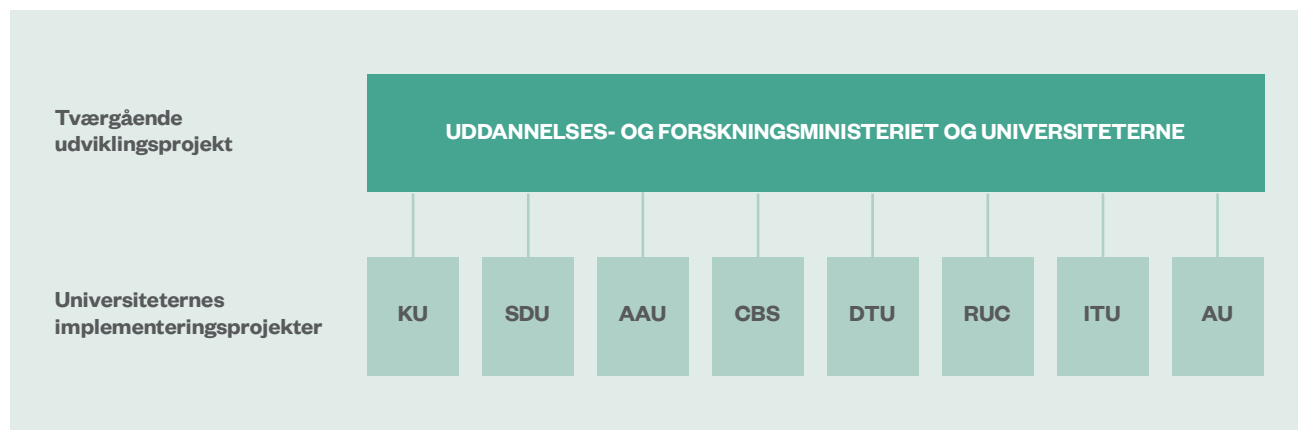 Tværgående
udviklingsprojekt
UDDANNELSES- OG FORSKNINGSMINISTERIET OG UNIVERSITETERNE
Universiteternes
implementeringsprojekter
KU
SDU
AAU
CBS
DTU
RUC
ITU
AU